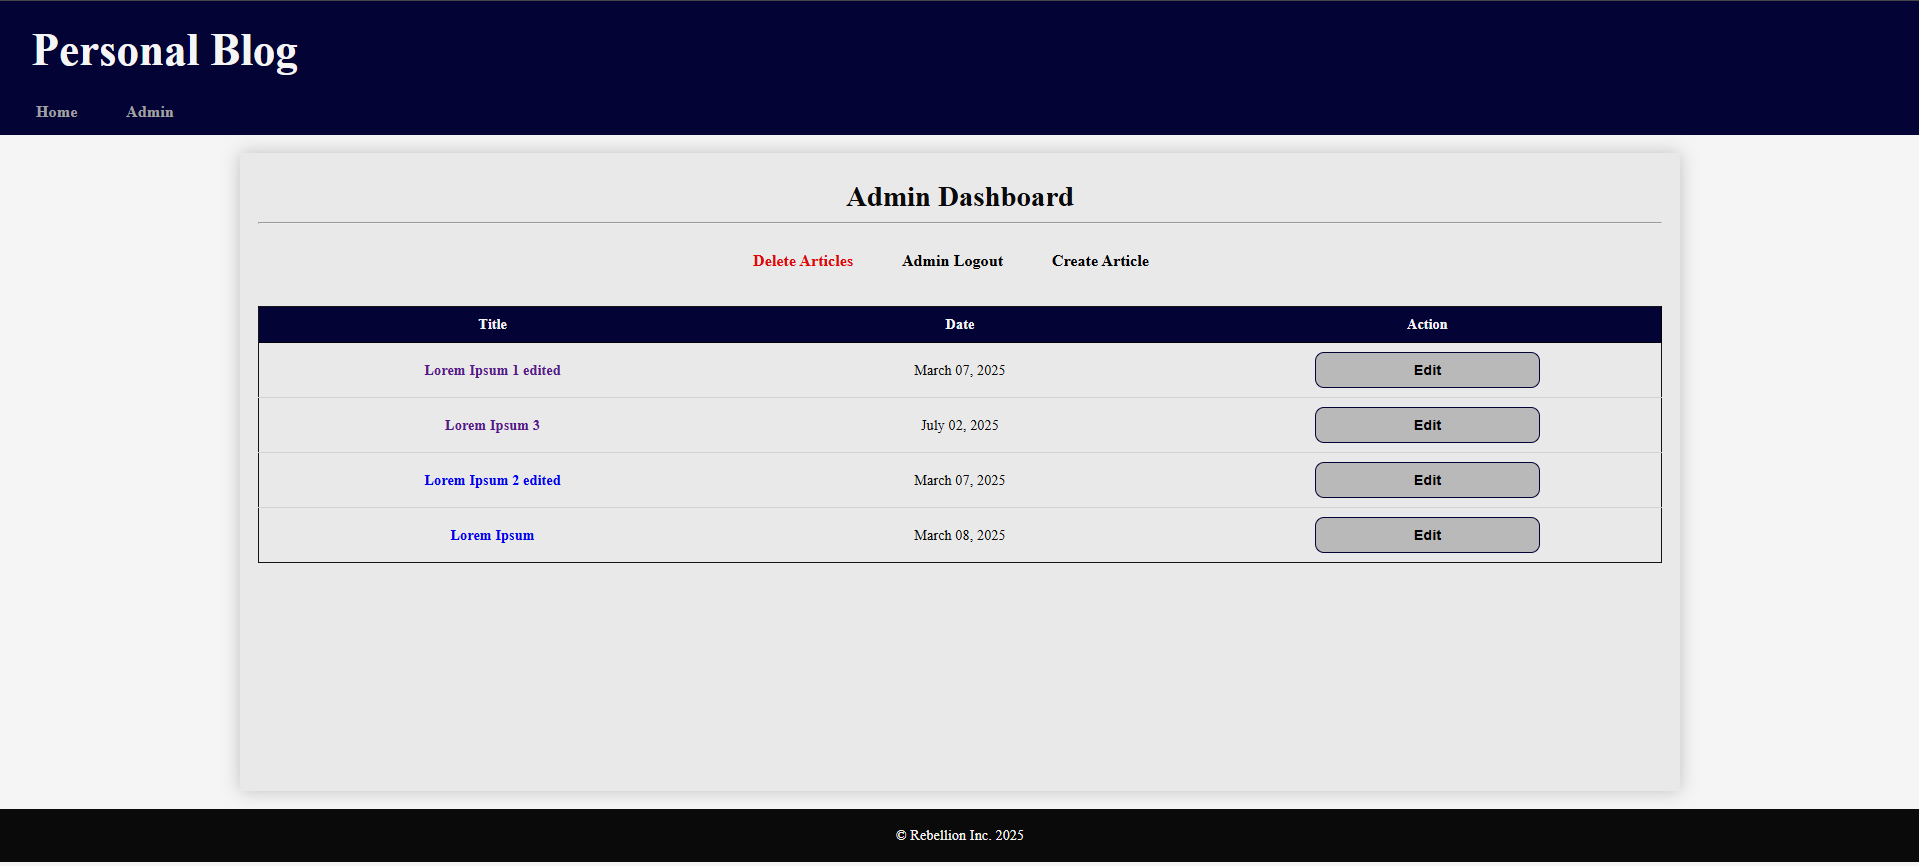 Personal Blog
Home Admin
Admin Dashboard
Delete Articles Admin Logout Create Article
Title Date Action
Lorem Ipsum 1 edited March 07, 2025 Edit
Lorem Ipsum 3 July 02, 2025 Edit
Lorem Ipsum 2 edited March 07, 2025 Edit
Lorem Ipsum March 08, 2025 Edit
© Rebellion Inc. 2025